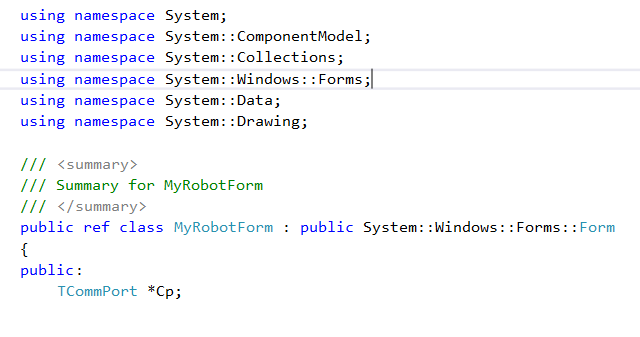 using namespace System;
using namespace System::ComponentModel;
using namespace System::Collections;
using namespace System::Windows::Forms;
using namespace System::Data;
using namespace System::Drawing;
/// <summary>
/// Summary for MyRobotForm
/// </summary>
public ref class MyRobotForm : public System::Windows::Forms::Form
{
public:
TCommPort *Cp;